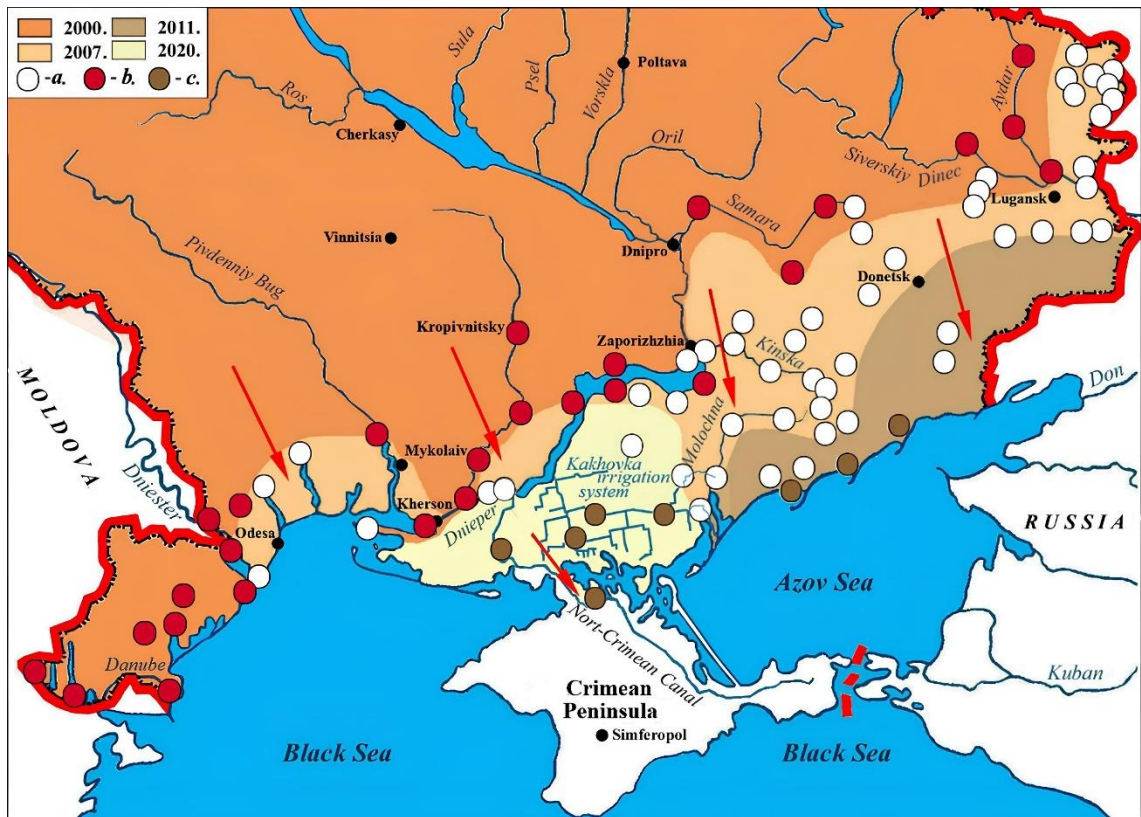 2000.
2011.
2007.
2020.
-a.
- b.
- c.
Sula
Psel
Vorskla
Poltava
Aydar
Ros
Cherkasy
Oril
Siverskiy
Dinec
Lugansk
Samara
Vinnitsia
Dnipro
Pivdenniy Bug
Donetsk
Kropivnitsky
Zaporizhzhia
Kinska
MOLDOVA
Don
Molochna
Mykolaiv
Kakhovka
irrigation
system
Dniester
Kherson
Dnieper
Odesa
RUSSIA
Azov Sea
Nort-Crimean Canal
Danube
Kuban
Crimean
Peninsula
Simferopol
Black Sea
Black Sea